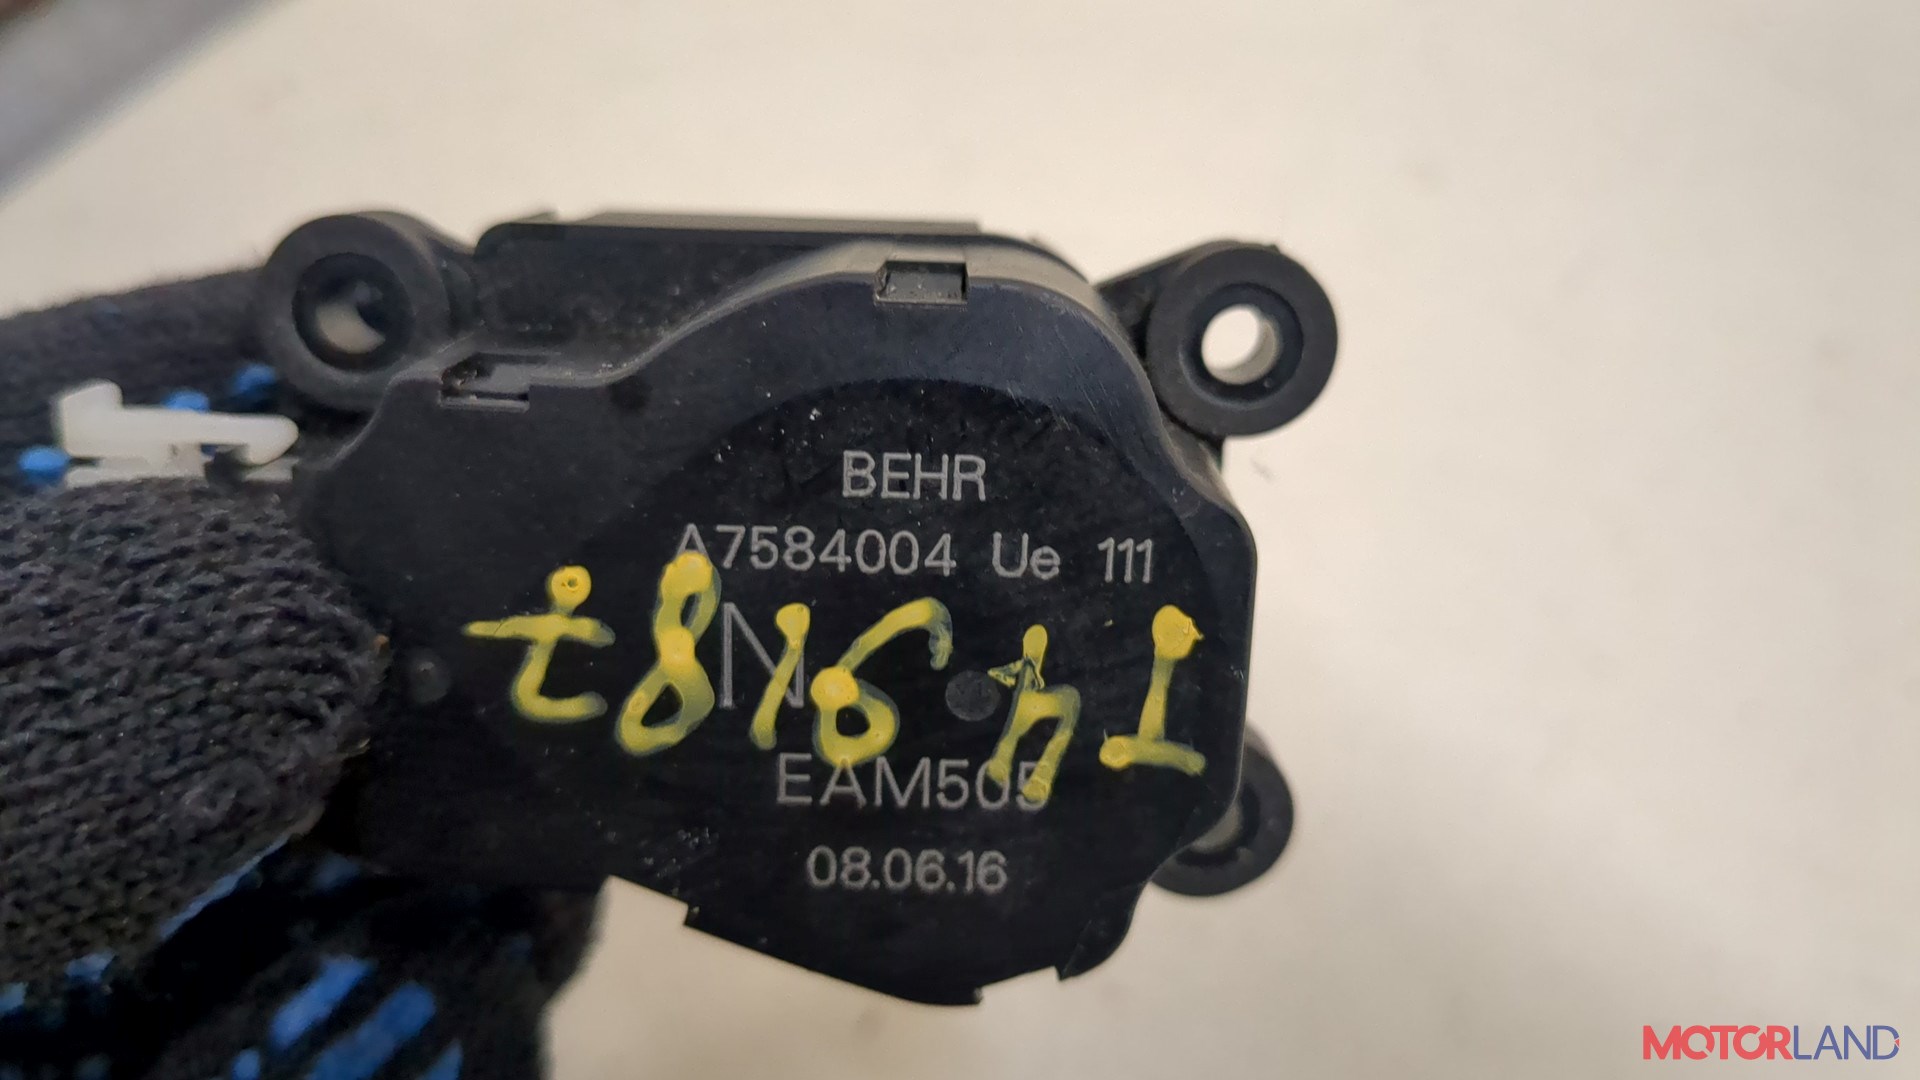 BEHR
A7584004 Ue 111
N
EAM505
08.06.16
MOTORLAND